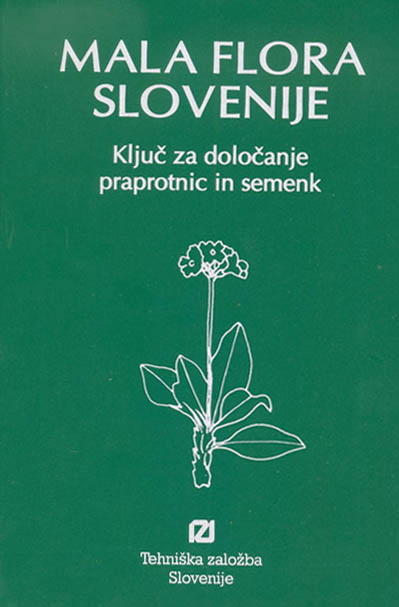 MALA FLORA
SLOVENIJE
Ključ za določanje
praprotnic in semenk
Tehniška založba
Slovenije